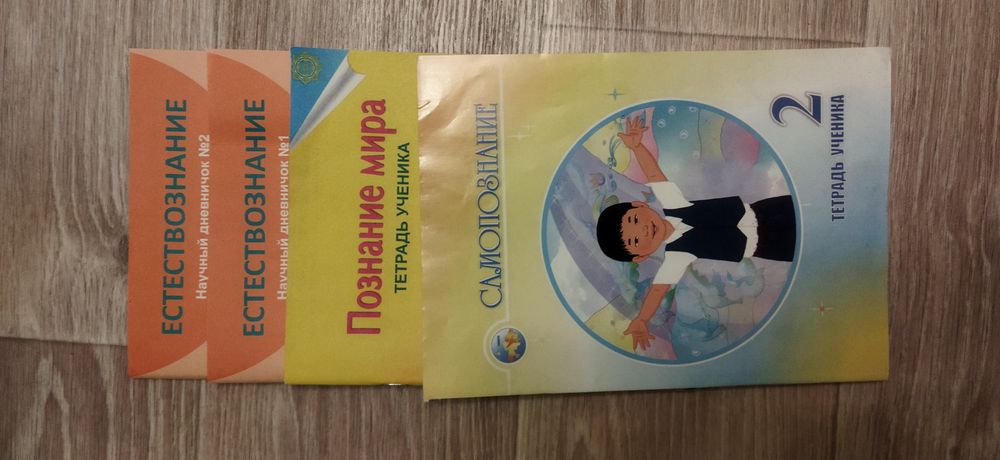 ЕСТЕСТВОЗНАНИЕ
Научный дневничок №2
ЕСТЕСТВОЗНАНИЕ
Научный дневничок №1
Познание мира
ТЕТРАДЬ УЧЕНИКА
САМОПОЗНАНИЕ
2
ТЕТРАДЬ УЧЕНИКА